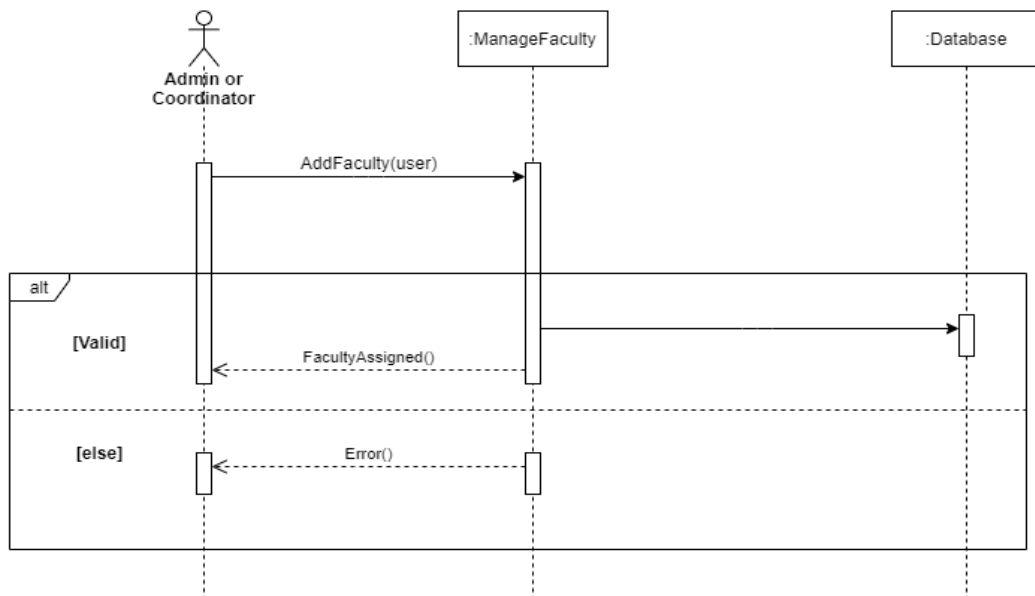 :ManageFaculty
:Database
Admin or
Coordinator
AddFaculty(user)
alt
[Valid]
FacultyAssigned()
[else]
Error()